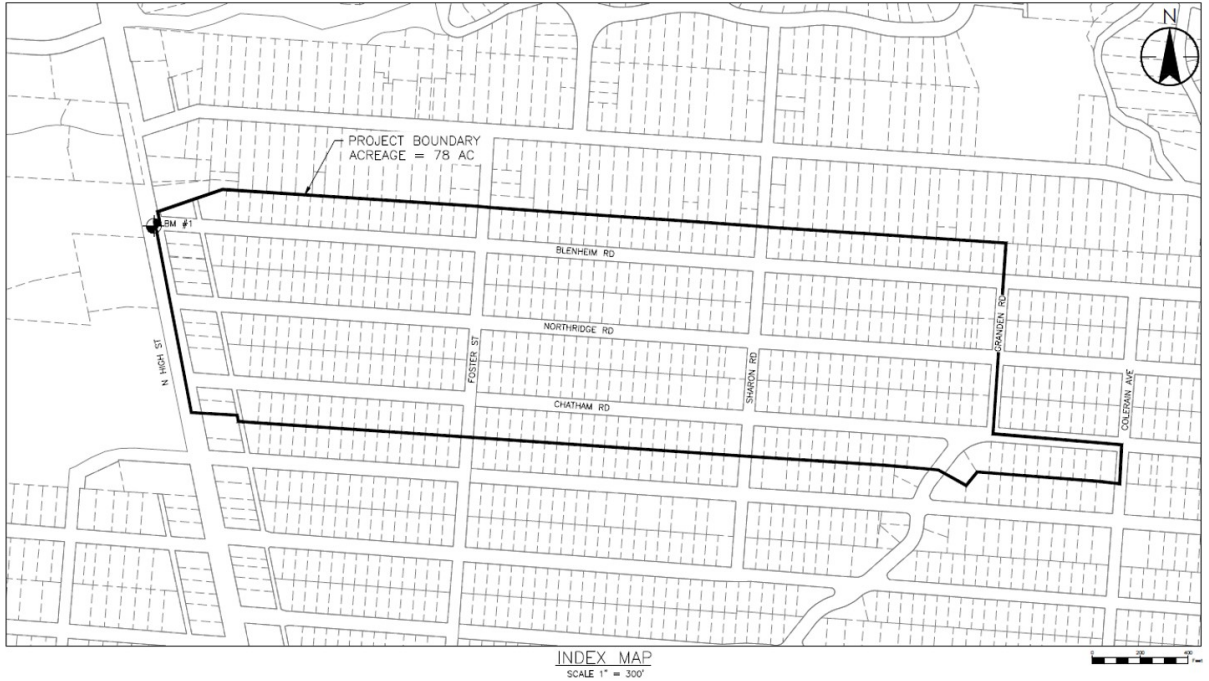 N
PROJECT BOUNDARY
ACREAGE = 78 AC
BM #1
BLENHEIM RD
GRANDEN RD
NORTHRIDGE RD
N HIGH ST
FOSTER ST
SHARON RD
COLERAIN AVE
CHATHAM RD
INDEX MAP
SCALE 1" = 300'
0 200 400
Feet